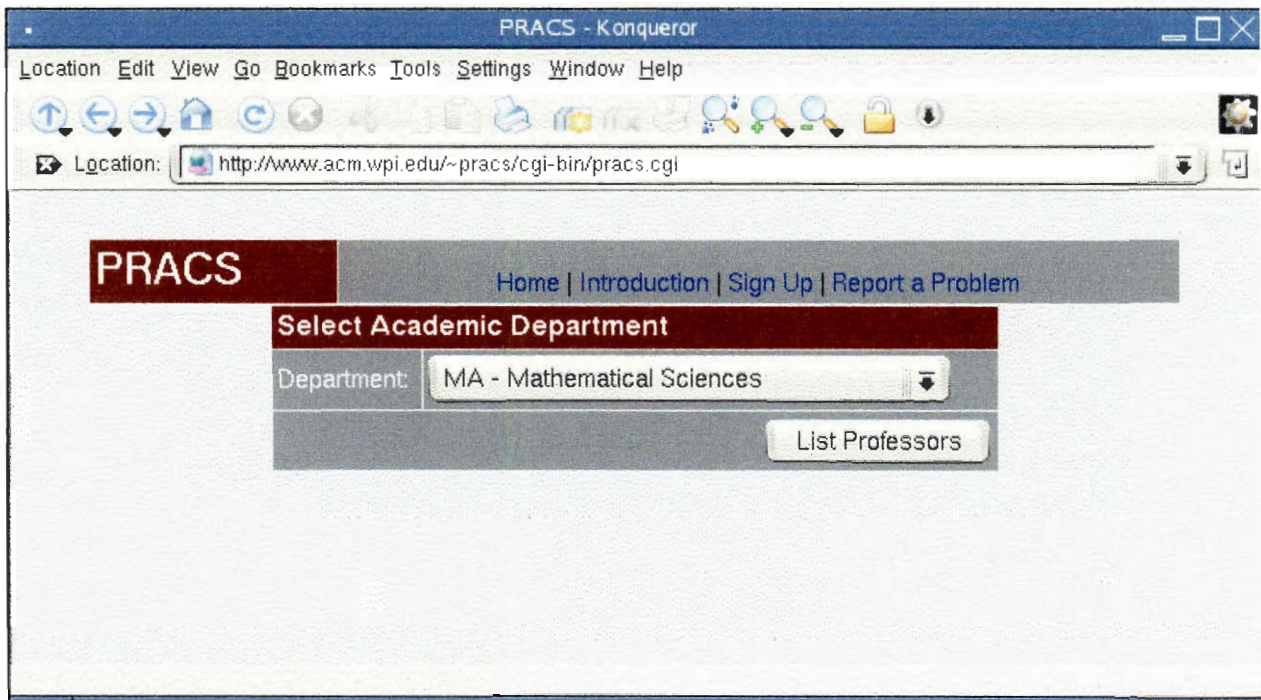 PRACS - Konqueror
Location Edit View Go Bookmarks Tools Settings Window Help
Location: http://www.acm.wpi.edu/~pracs/cgi-bin/pracs.cgi
PRACS
Home | Introduction | Sign Up | Report a Problem
Select Academic Department
Department: MA - Mathematical Sciences
List Professors